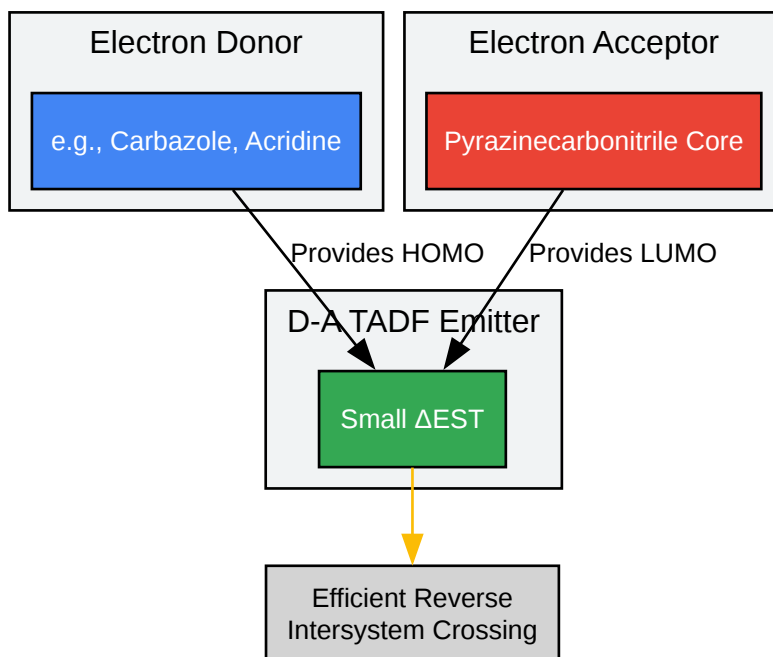 Electron Donor
Electron Acceptor
e.g., Carbazole, Acridine
Pyrazinecarbonitrile Core
Provides HOMO
Provides LUMO
D-A TADF Emitter
Small ΔEST
Efficient Reverse
Intersystem Crossing